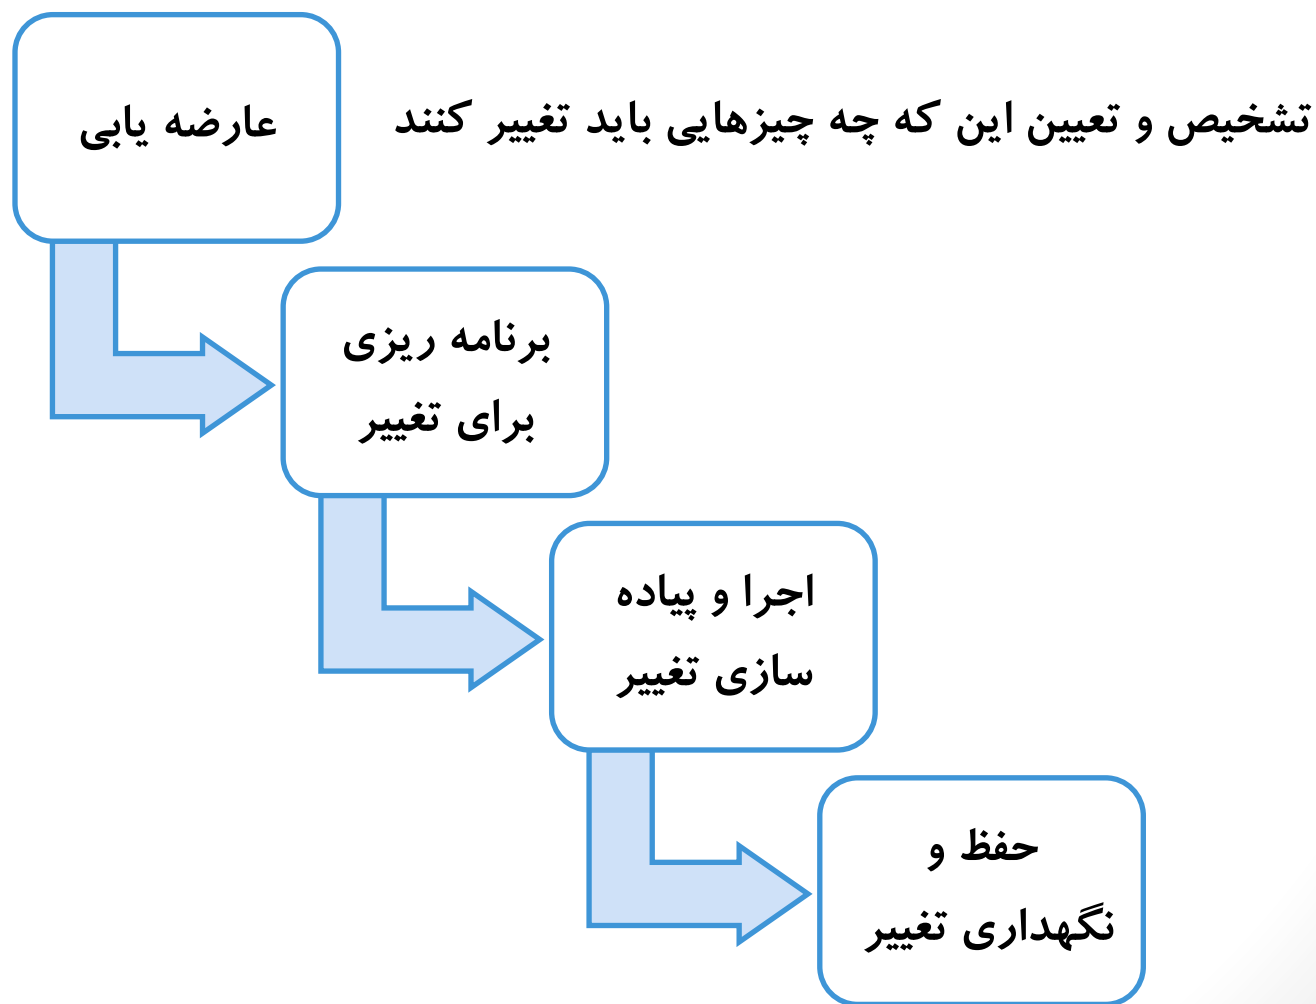 عارضه یابی
تشخیص و تعیین این که چه چیزهایی باید تغییر کنند
برنامه ریزی
برای تغییر
اجرا و پیاده
سازی تغییر
حفظ و
نگهداری تغییر